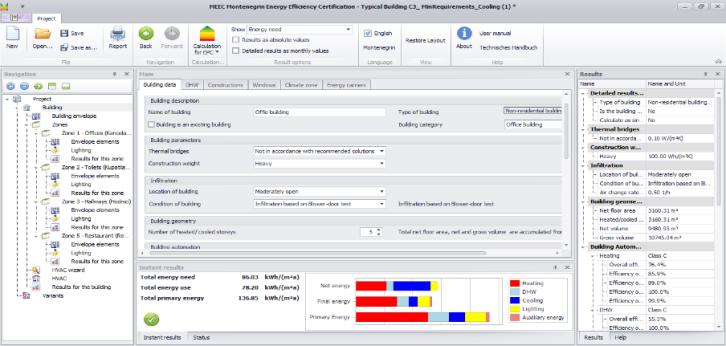 MEEC Montenegrin Energy Efficiency Certification - Typical Building C3_ MinRequirements_Cooling (1) *
Project
New
Open...
Save
Save as...
Report
Back
Forward
Calculation for EPC
Show Energy need
Results as absolute values
Detailed results as monthly values
English
Montenegrin
Restore Layout
About
User manual
Technisches Handbuch
File
Navigation
Calculation...
Result options
Language
View
Help
Navigation
Project
Building
Building envelope
Zones
Zone 1 - Offices (Kancela...
Envelope elements
Lighting
Results for this zone
Zone 2 - Toilets (Kupatila...
Envelope elements
Lighting
Results for this zone
Zone 3 - Hallways (Hodnici)
Envelope elements
Lighting
Results for this zone
Zone 5 - Restaurant (Re...
Envelope elements
Lighting
Results for this zone
HVAC wizard
HVAC
Results for the building
Variants
Main
Building data DHW Constructions Windows Climate zone Energy carriers
Building description
Name of building Offic building Type of building Non-residential buildin
Building is an existing building Building category Office building
Building parameters
Thermal bridges Not in accordance with recommended solutions
Construction weight Heavy
Infiltration
Location of building Moderately open
Condition of building Infiltration based on Blower-door test Infiltration based on Blower-door test
Building geometry
Number of heated/ cooled storeys 5 Total net floor area, net and gross volume are accumulated from
Building automation
Instant results
Total energy need 86.03 kWh/(m²a)
Total energy use 78.20 kWh/(m²a)
Total primary energy 136.85 kWh/(m²a)
Net energy
Final energy
Primary Energy
Heating
DHW
Cooling
Lighting
Auxiliary energy
Instant results Status
Results
Name Name and Unit
Detailed results...
Type of building Non-residential building...
Is the building ... No
Calculate as sin... No
Thermal bridges
Not in accorda... 0.10 W/(m²K)
Construction w...
Heavy 100.00 Wh/(m²K)
Infiltration
Location of buil... Moderately open
Condition of bu... Infiltration based on Bl...
Air change rate... 0.50 1/h
Building geome...
Net floor area 3160.31 m²
Heated/cooled ... 3160.31 m²
Net volume 9480.93 m³
Gross volume 10745.04 m³
Building Autom...
Heating Class C
Overall effi... 76.4%
Efficiency o... 85.9%
Efficiency o... 89.0%
Efficiency o... 100.0%
Efficiency o... 99.9%
DHW Class C
Overall effi... 55.5%
Efficiency o... 100.0%
Results Help